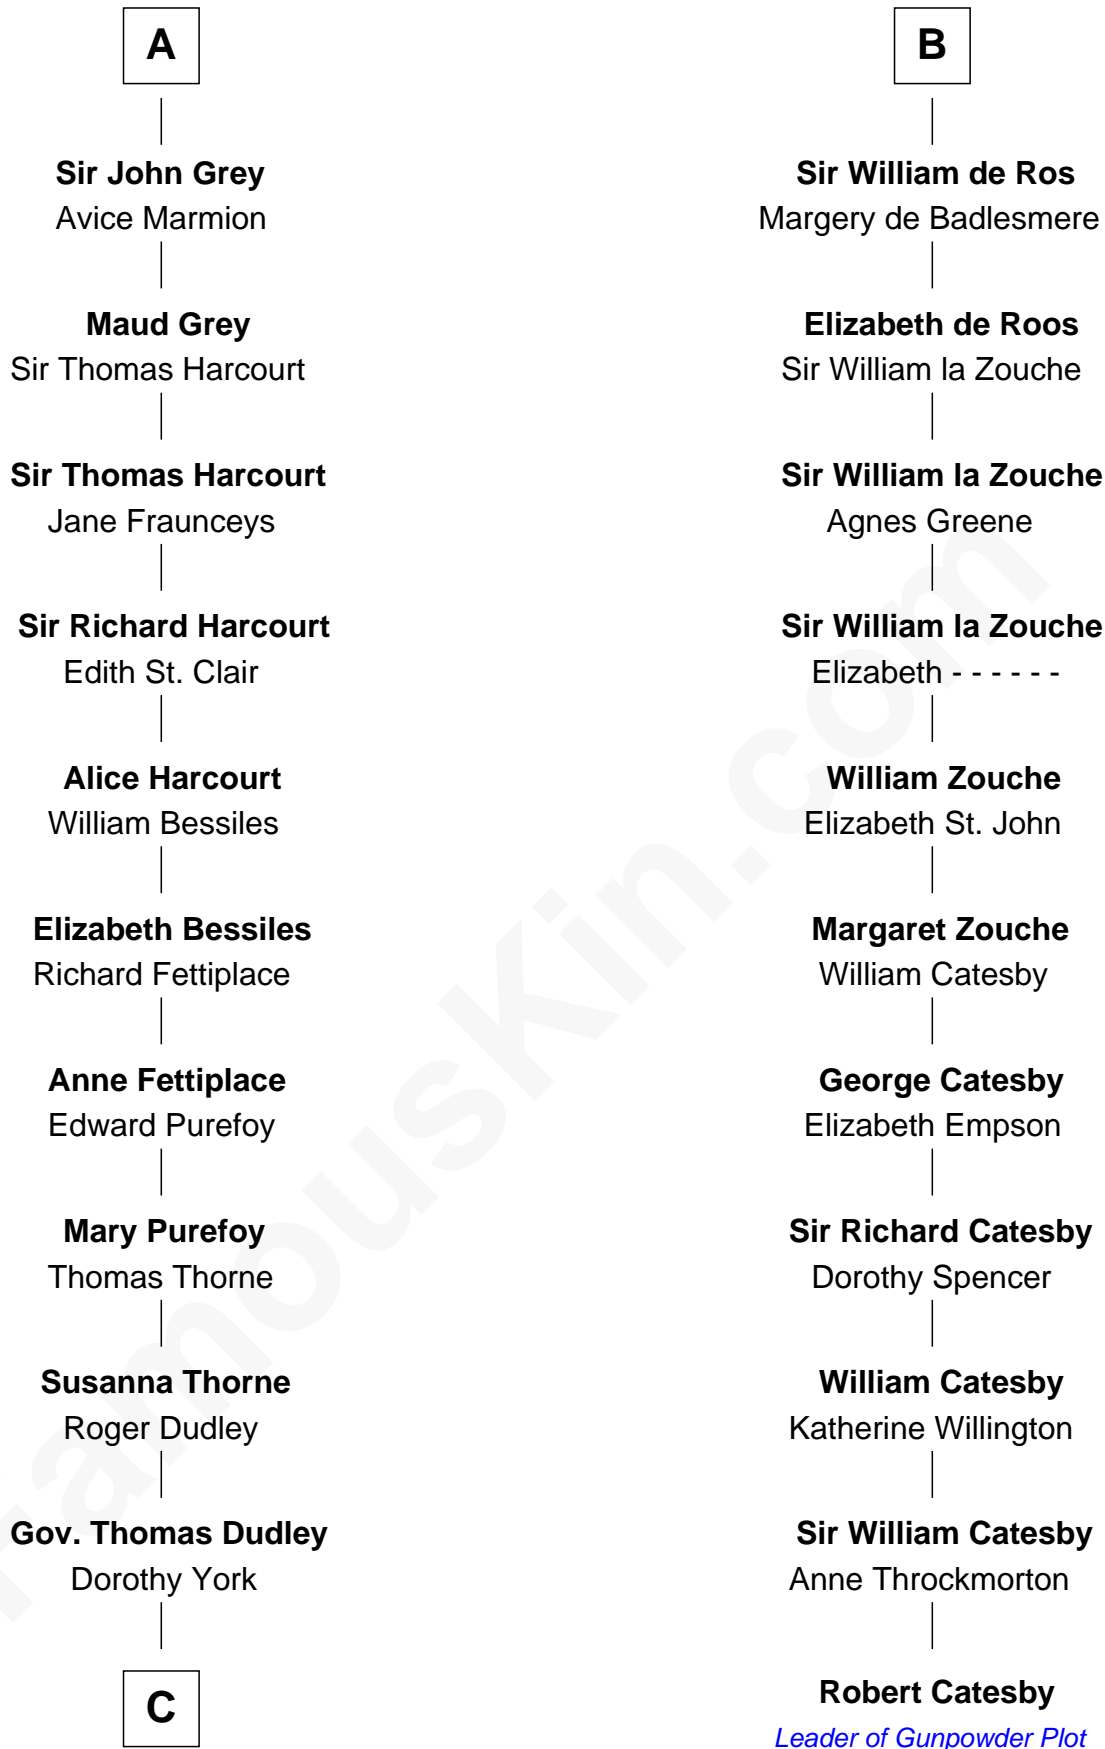 A
Sir John Grey
Avice Marmion
Maud Grey
Sir Thomas Harcourt
Sir Thomas Harcourt
Jane Fraunceys
Sir Richard Harcourt
Edith St. Clair
Alice Harcourt
William Bessiles
Elizabeth Bessiles
Richard Fettiplace
Anne Fettiplace
Edward Purefoy
Mary Purefoy
Thomas Thorne
Susanna Thorne
Roger Dudley
Gov. Thomas Dudley
Dorothy York
C
B
Sir William de Ros
Margery de Badlesmere
Elizabeth de Roos
Sir William la Zouche
Sir William la Zouche
Agnes Greene
Sir William la Zouche
Elizabeth - - - - - -
William Zouche
Elizabeth St. John
Margaret Zouche
William Catesby
George Catesby
Elizabeth Empson
Sir Richard Catesby
Dorothy Spencer
William Catesby
Katherine Willington
Sir William Catesby
Anne Throckmorton
Robert Catesby
Leader of Gunpowder Plot
FamousKin.com